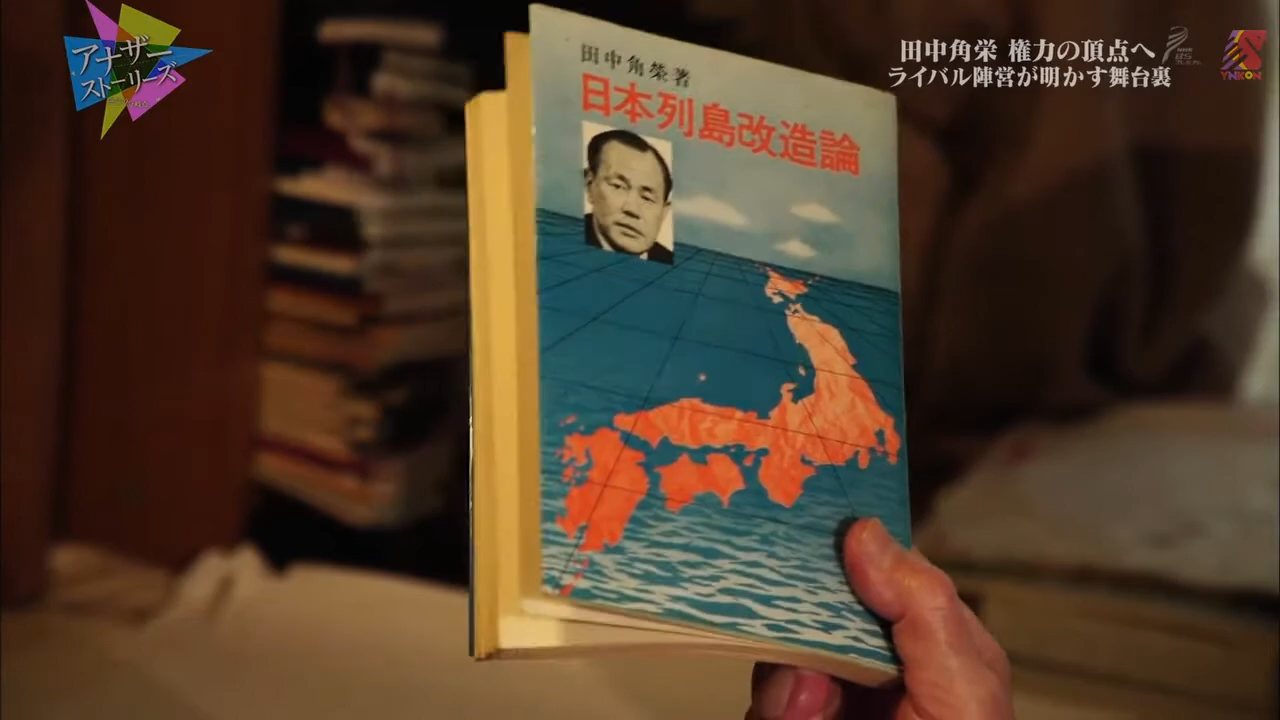 アナザー
ストーリーズ
田中角栄 権力の頂点へ
ライバル陣営が明かす舞台裏
YNKON
田中角榮著
日本列島改造論